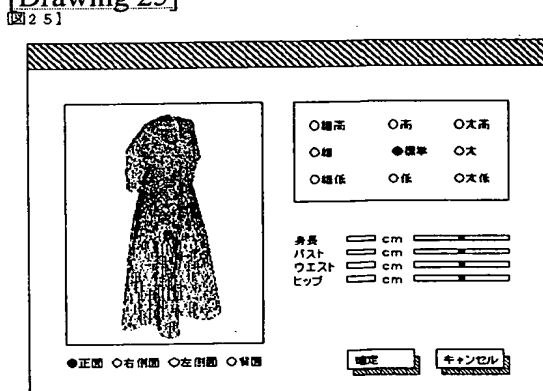 [Drawing 25]
【図25】
○細高 ○高 ○太高
○細 ●標準 ○太
○細低 ○低 ○太低
身長 cm
バスト cm
ウエスト cm
ヒップ cm
●正面 ○右側面 ○左側面 ○背面
確定 キャンセル